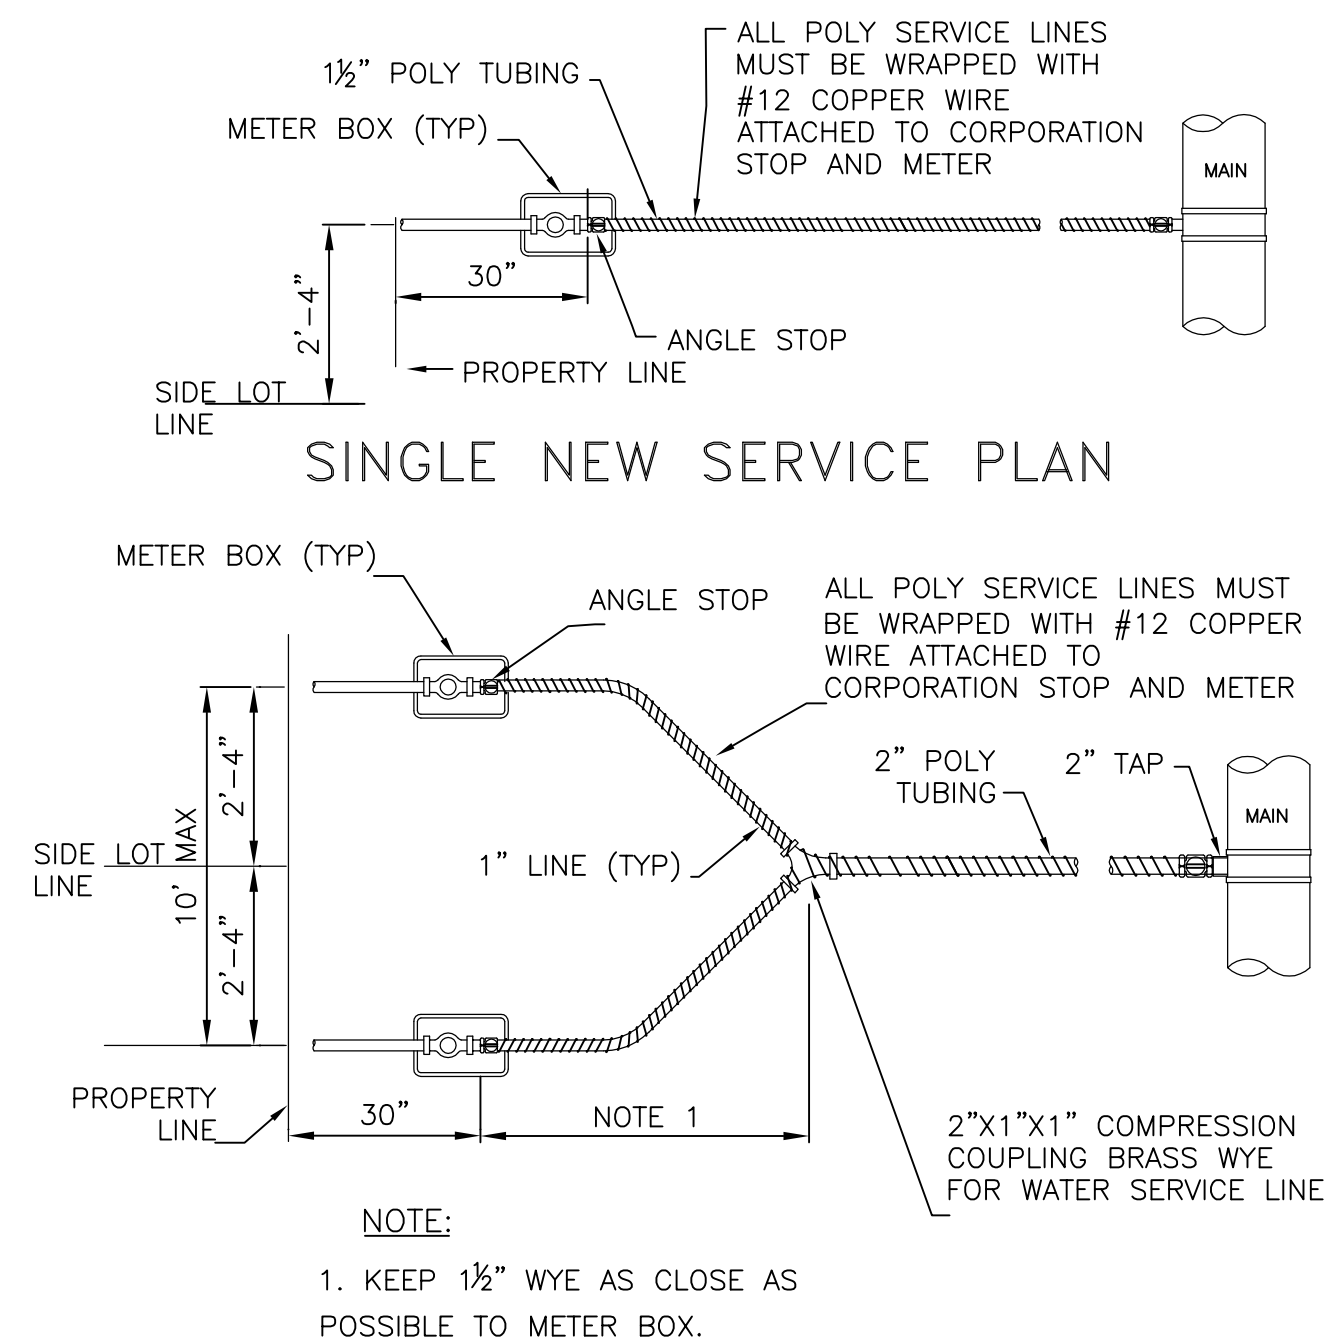 ALL POLY SERVICE LINES
MUST BE WRAPPED WITH
#12 COPPER WIRE
ATTACHED TO CORPORATION
STOP AND METER
1½" POLY TUBING
METER BOX (TYP)
MAIN
30"
2'-4"
ANGLE STOP
PROPERTY LINE
SIDE LOT
LINE
SINGLE NEW SERVICE PLAN
METER BOX (TYP)
ANGLE STOP
ALL POLY SERVICE LINES MUST
BE WRAPPED WITH #12 COPPER
WIRE ATTACHED TO
CORPORATION STOP AND METER
2" POLY
TUBING
2" TAP
MAIN
2'-4"
10' MAX
SIDE LOT
LINE
1" LINE (TYP)
2'-4"
PROPERTY
LINE
30"
NOTE 1
2"X1"X1" COMPRESSION
COUPLING BRASS WYE
FOR WATER SERVICE LINE
NOTE:
1. KEEP 1½" WYE AS CLOSE AS
POSSIBLE TO METER BOX.